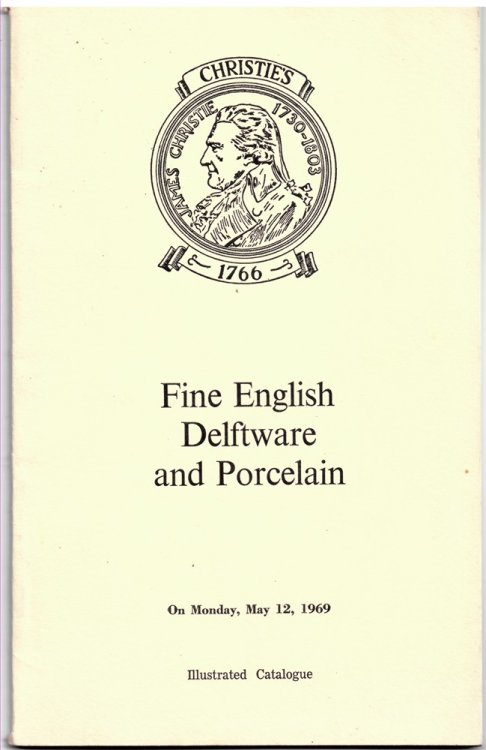 CHRISTIE'S
JAMES CHRISTIE 1730-1803
1766
Fine English
Delftware
and Porcelain
On Monday, May 12, 1969
Illustrated Catalogue